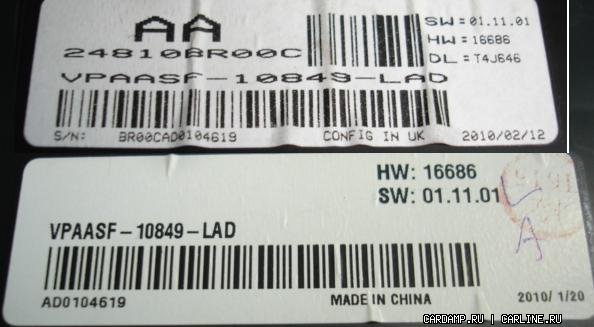 AA
SW=01.11.01
24810BR00C
HW=16686
DL=T4J646
VPAASF-10849-LAD
S/N: BR00CAD0104619 CONFIG IN UK 2010/02/12
HW: 16686
SW: 01.11.01
VPAASF-10849-LAD
A
AD0104619 MADE IN CHINA 2010/ 1/20
CARDAMP.RU | CARLINE.RU